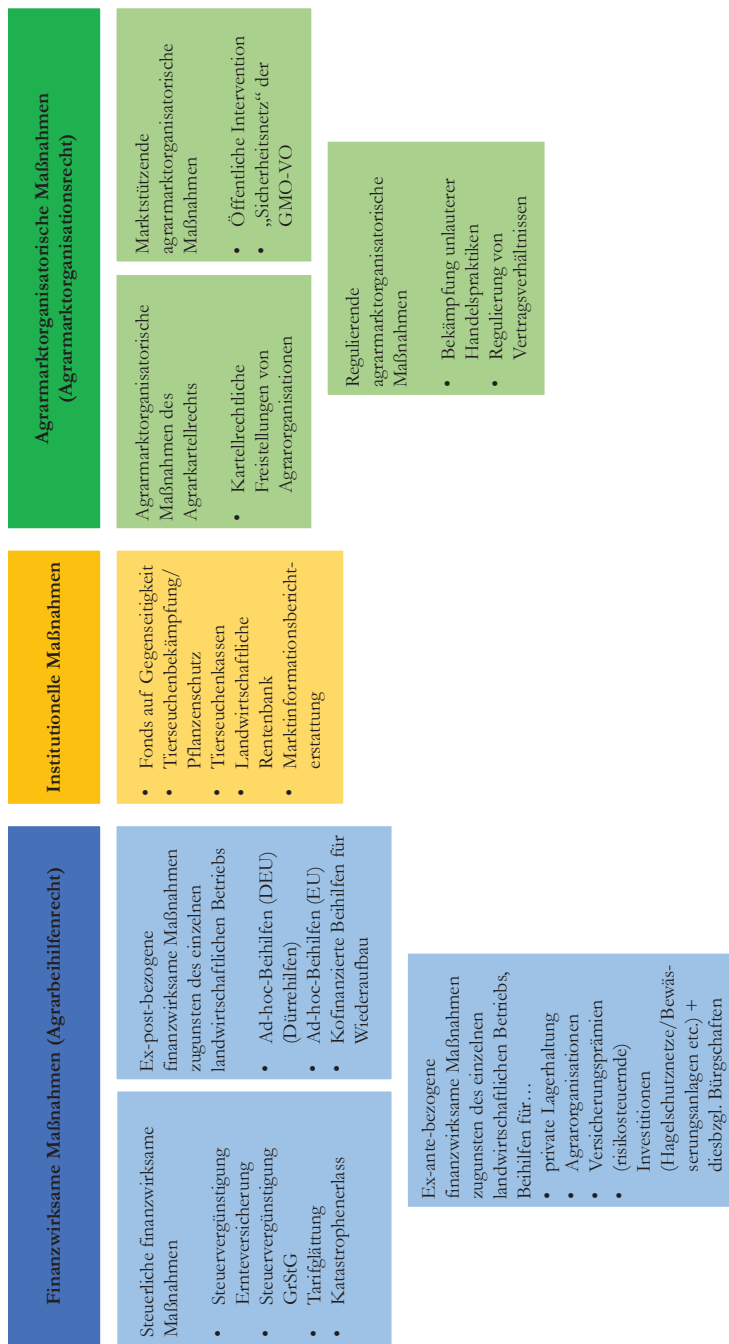 Finanzwirksame Maßnahmen (Agrarbeihilfenrecht)
Steuerliche finanzwirksame
Maßnahmen
• Steuervergünstigung
Ernteversicherung
• Steuervergünstigung
GrStG
• Tarifglättung
• Katastrophenerlass
Ex-post-bezogene
finanzwirksame Maßnahmen
zugunsten des einzelnen
landwirtschaftlichen Betriebs
• Ad-hoc-Beihilfen (DEU)
(Dürrehilfen)
• Ad-hoc-Beihilfen (EU)
• Kofinanzierte Beihilfen für
Wiederaufbau
Ex-ante-bezogene
finanzwirksame Maßnahmen
zugunsten des einzelnen
landwirtschaftlichen Betriebs,
Beihilfen für…
• private Lagerhaltung
• Agrarorganisationen
• Versicherungsprämien
• (risikosteuernde)
Investitionen
(Hagelschutznetze/Bewäs-
serungsanlagen etc.) +
diesbzgl. Bürgschaften
Institutionelle Maßnahmen
• Fonds auf Gegenseitigkeit
• Tierseuchenbekämpfung/
Pflanzenschutz
• Tierseuchenkassen
• Landwirtschaftliche
Rentenbank
• Marktinformationsbericht-
erstattung
Agrarmarktorganisatorische Maßnahmen
(Agrarmarktorganisationsrecht)
Agrarmarktorganisatorische
Maßnahmen des
Agrarkartellrechts
• Kartellrechtliche
Freistellungen von
Agrarorganisationen
Marktstützende
agrarmarktorganisatorische
Maßnahmen
• Öffentliche Intervention
• „Sicherheitsnetz“ der
GMO-VO
Regulierende
agrarmarktorganisatorische
Maßnahmen
• Bekämpfung unlauterer
Handelspraktiken
• Regulierung von
Vertragsverhältnissen